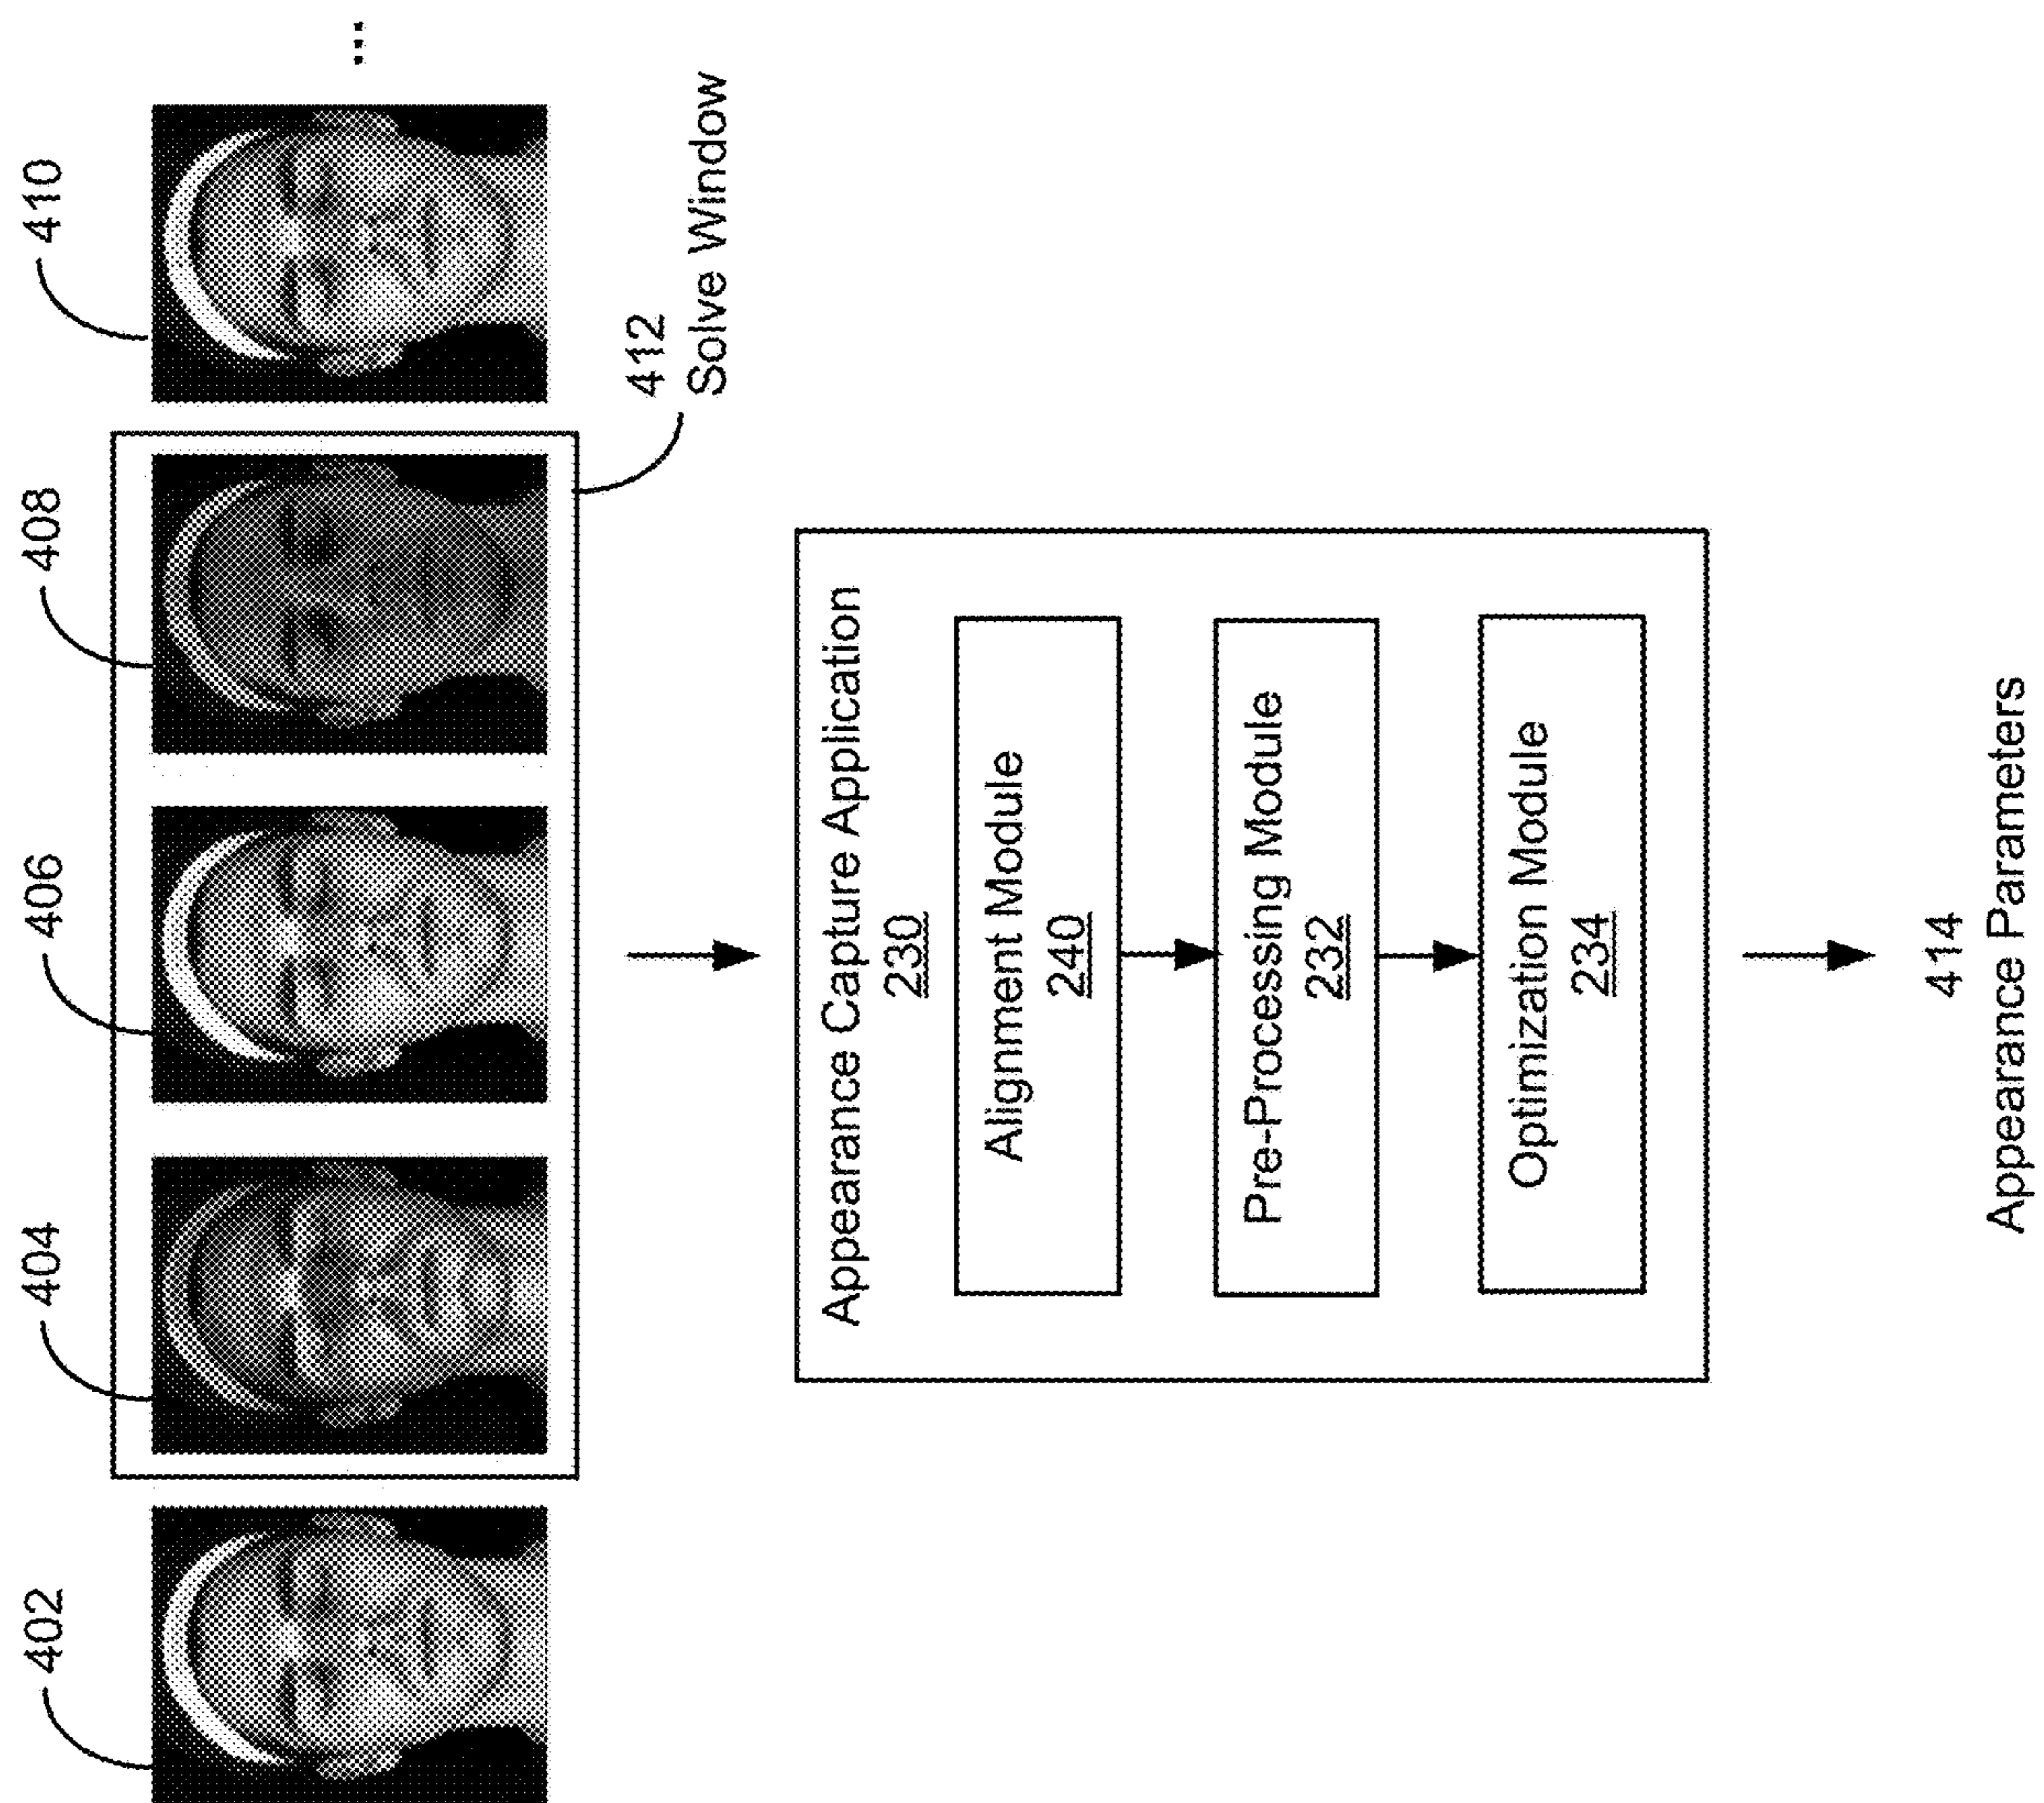 402
404
406
408
410
...
412
Solve Window
Appearance Capture Application
230
Alignment Module
240
Pre-Processing Module
232
Optimization Module
234
414
Appearance Parameters